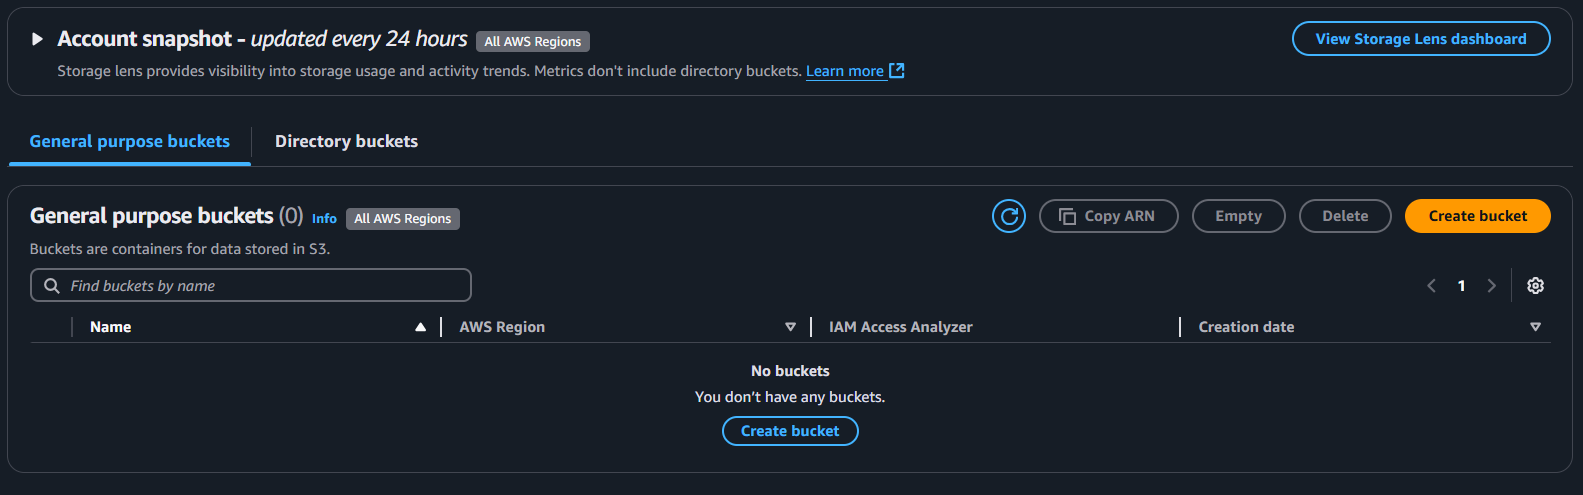 Account snapshot - updated every 24 hours All AWS Regions View Storage Lens dashboard
Storage lens provides visibility into storage usage and activity trends. Metrics don't include directory buckets. Learn more
General purpose buckets Directory buckets
General purpose buckets (0) Info All AWS Regions Copy ARN Empty Delete Create bucket
Buckets are containers for data stored in S3.
Find buckets by name 1
Name AWS Region IAM Access Analyzer Creation date
No buckets
You don't have any buckets.
Create bucket